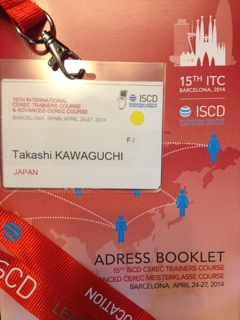 15TH ITC
BARCELONA, 2014
ISCD
ISCD
15TH INTERNATIONAL
CEREC TRAINERS COURSE
& ADVANCED CEREC COURSE
BARCELONA, SPAIN, APRIL 24-27, 2014
F /
Takashi KAWAGUCHI
JAPAN
ADRESS BOOKLET
15TH ISCD CEREC TRAINERS COURSE
ADVANCED CEREC MEISTERKLASSE COURSE
BARCELONA, APRIL 24-27, 2014
ISCD